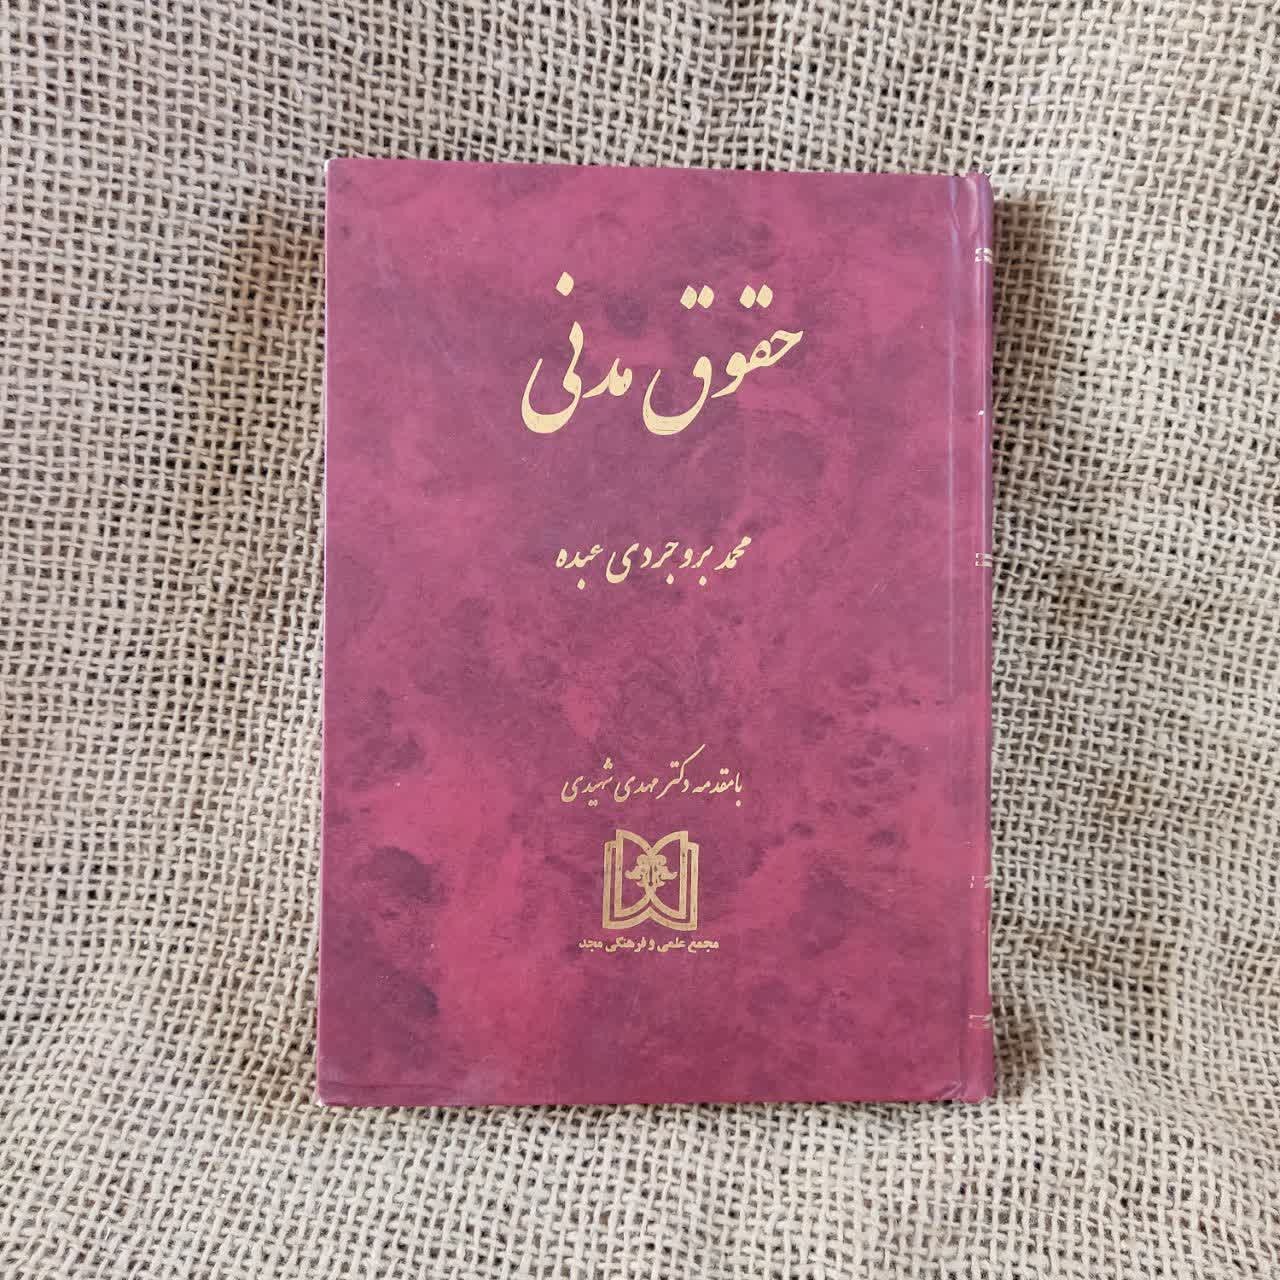 حقوق مدنی
محمد بروجردی عبده
با مقدمه دکتر مهدی شهیدی
مجمع علمی و فرهنگی مجد